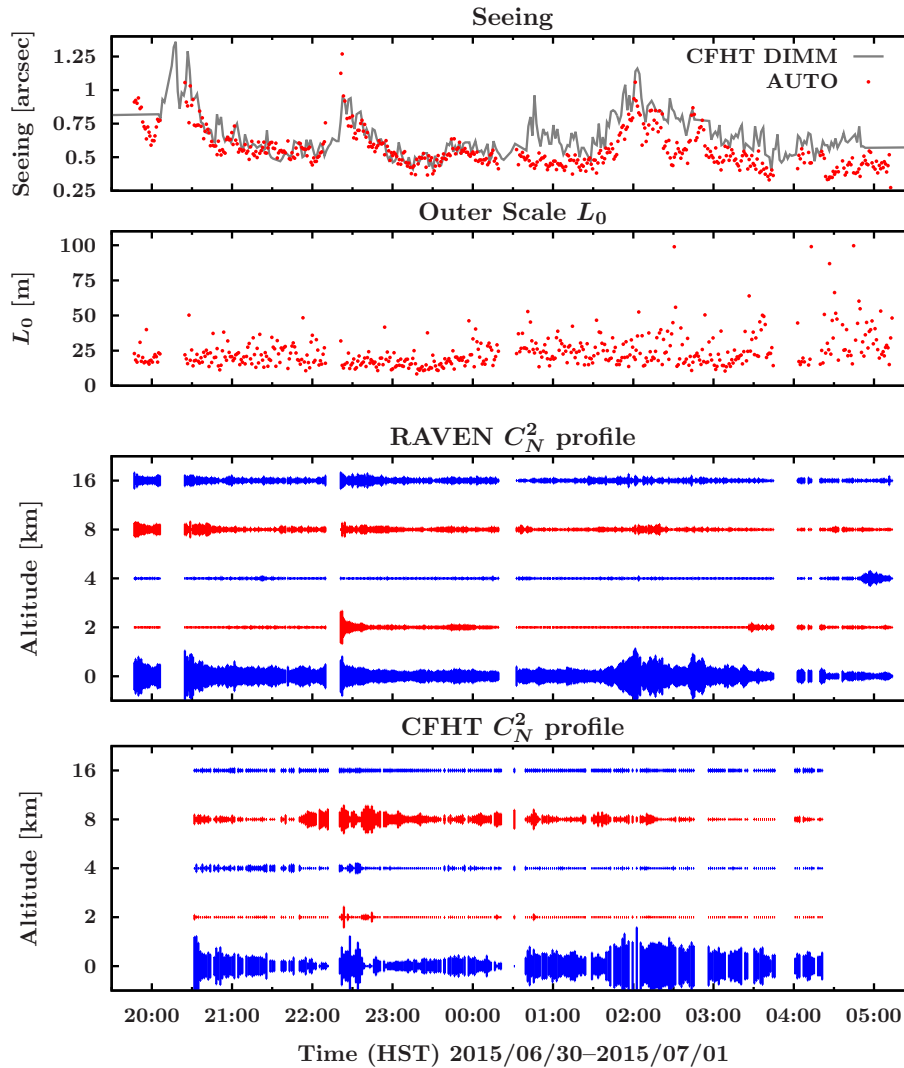 Seeing
Seeing [arcsec]
1.25
1
0.75
0.5
0.25
CFHT DIMM
AUTO
Outer Scale L0
L0 [m]
100
75
50
25
0
RAVEN C2N profile
Altitude [km]
16
8
4
2
0
CFHT C2N profile
Altitude [km]
16
8
4
2
0
20:00 21:00 22:00 23:00 00:00 01:00 02:00 03:00 04:00 05:00
Time (HST) 2015/06/30–2015/07/01